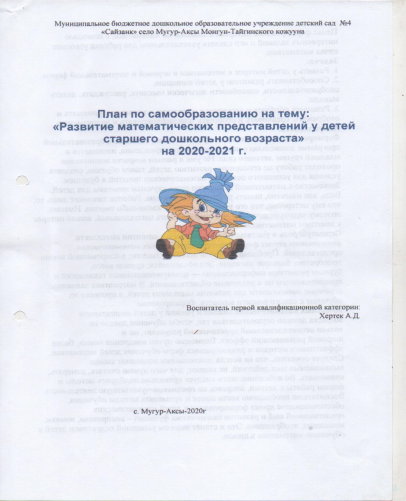 Муниципальное бюджетное дошкольное образовательное учреждение детский сад №4
«Сайзанк» село Мугур-Аксы Монгун-Тайгинского кожууна
План по самообразованию на тему:
«Развитие математических представлений у детей
старшего дошкольного возраста»
на 2020-2021 г.
Воспитатель первой квалификационной категории:
Хертек А.Д.
с. Мугур-Аксы-2020г